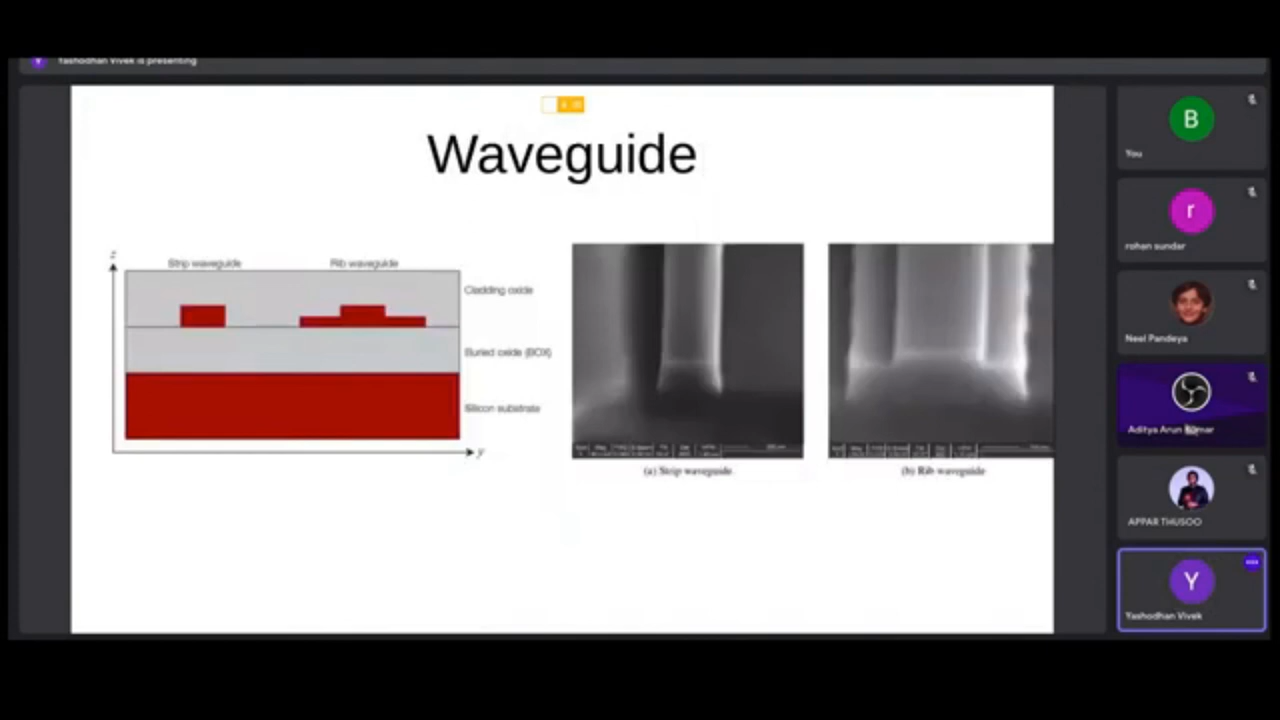 Yashodhan Vivek is presenting
Waveguide
z
Strip waveguide
Rib waveguide
Cladding oxide
Buried oxide (BOX)
Silicon substrate
y
(a) Strip waveguide.
(b) Rib waveguide
B
You
r
rohan sundar
Neel Pandeya
Aditya Arun Kumar
APPAR THUSOO
Y
Yashodhan Vivek